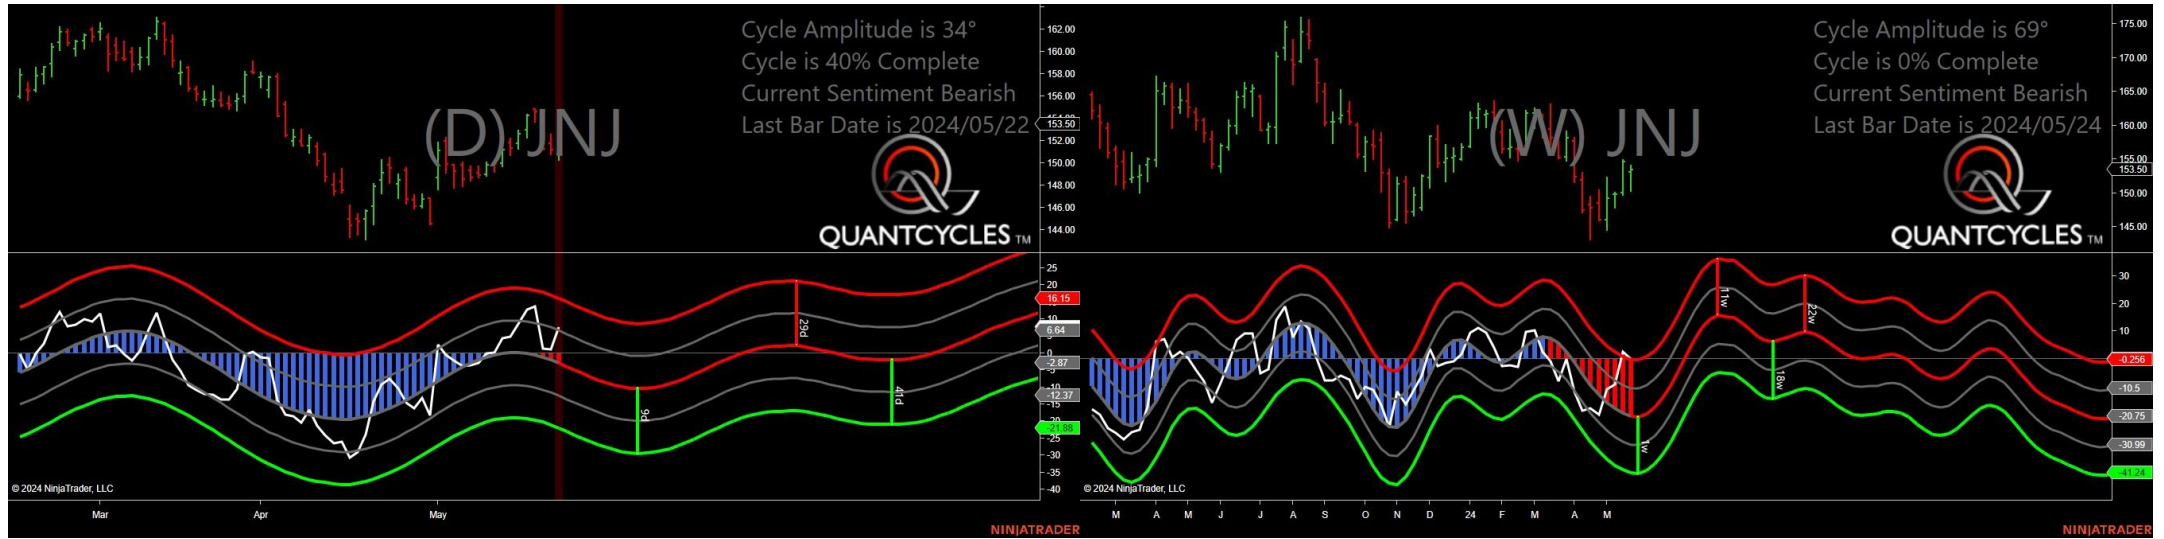 Cycle Amplitude is 34°
Cycle is 40% Complete
Current Sentiment Bearish
Last Bar Date is 2024/05/22
(D) JNJ
QUANTCYCLES TM
162.00
160.00
158.00
156.00
153.50
152.00
150.00
148.00
146.00
144.00
25
20
16.15
10
6.64
0
-2.87
-5
-10
-12.37
-15
-21.88
-25
-30
-35
-40
29d
9d
41d
© 2024 NinjaTrader, LLC
Mar
Apr
May
NINJATRADER
Cycle Amplitude is 69°
Cycle is 0% Complete
Current Sentiment Bearish
Last Bar Date is 2024/05/24
(W) JNJ
QUANTCYCLES TM
175.00
170.00
165.00
160.00
155.00
153.50
150.00
145.00
30
20
10
-0.256
-10.5
-20.75
-30.99
-41.24
11w
22w
18w
1w
© 2024 NinjaTrader, LLC
M A M J J A S O N D 24 F M A M
NINJATRADER